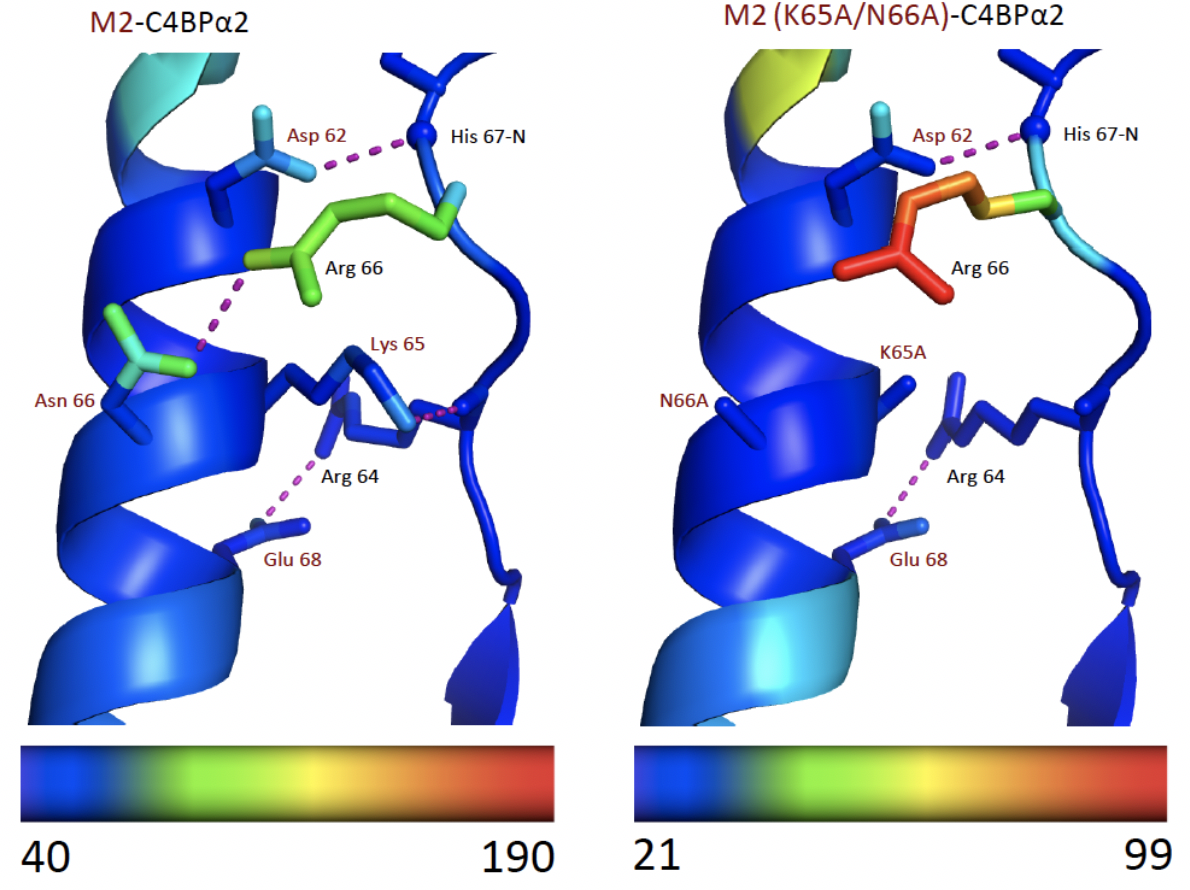 M2-C4BPα2
M2 (K65A/N66A)-C4BPα2
Asp 62
His 67-N
Arg 66
Lys 65
Asn 66
Arg 64
Glu 68
Asp 62
His 67-N
Arg 66
K65A
N66A
Arg 64
Glu 68
40
190
21
99